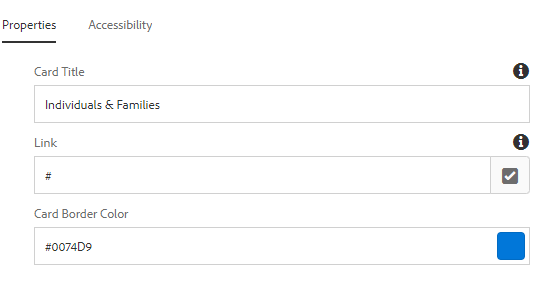 Properties Accessibility
Card Title
Individuals & Families
Link
#
Card Border Color
#0074D9